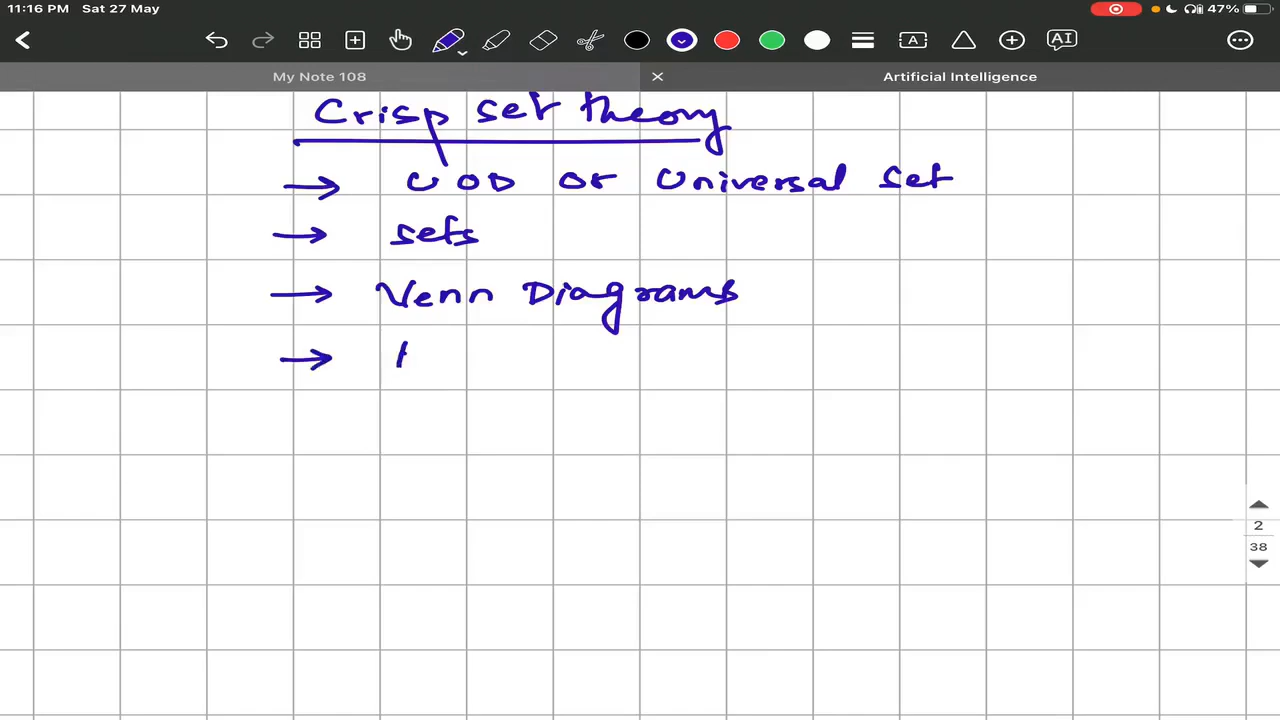 11:16 PM Sat 27 May
47%
A
AI
My Note 108
Artificial Intelligence
Crisp set theory
→ UOD or Universal set
→ sets
→ Venn Diagrams
→
2
38